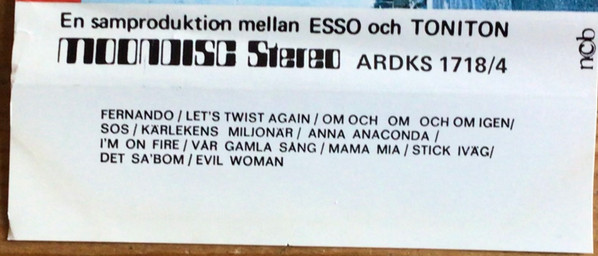 En samproduktion mellan ESSO och TONITON
MOONDISC Stereo ARDKS 1718/4
ncb
FERNANDO / LET'S TWIST AGAIN / OM OCH OM OCH OM IGEN/
SOS / KÄRLEKENS MILJONÄR / ANNA ANACONDA /
I'M ON FIRE / VÅR GAMLA SÅNG / MAMA MIA / STICK IVÄG/
DET SA'BOM / EVIL WOMAN